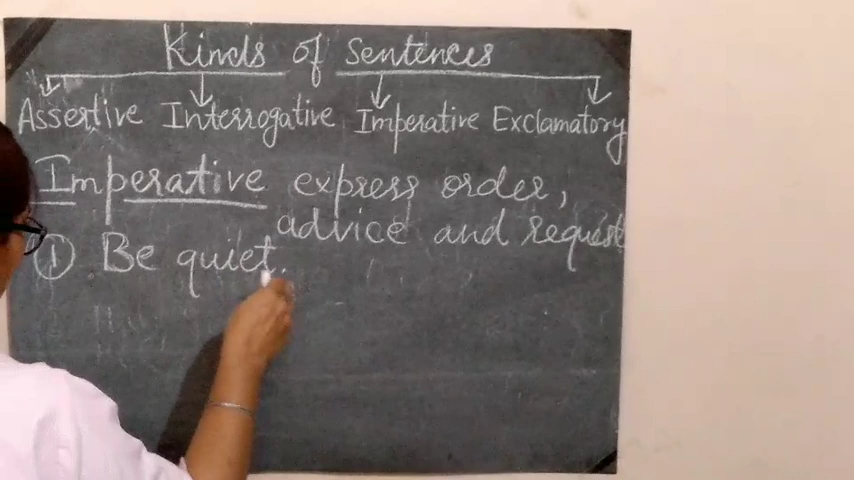 Kinds of Sentences
Assertive Interrogative Imperative Exclamatory
Imperative express order,
advice and request
① Be quiet.